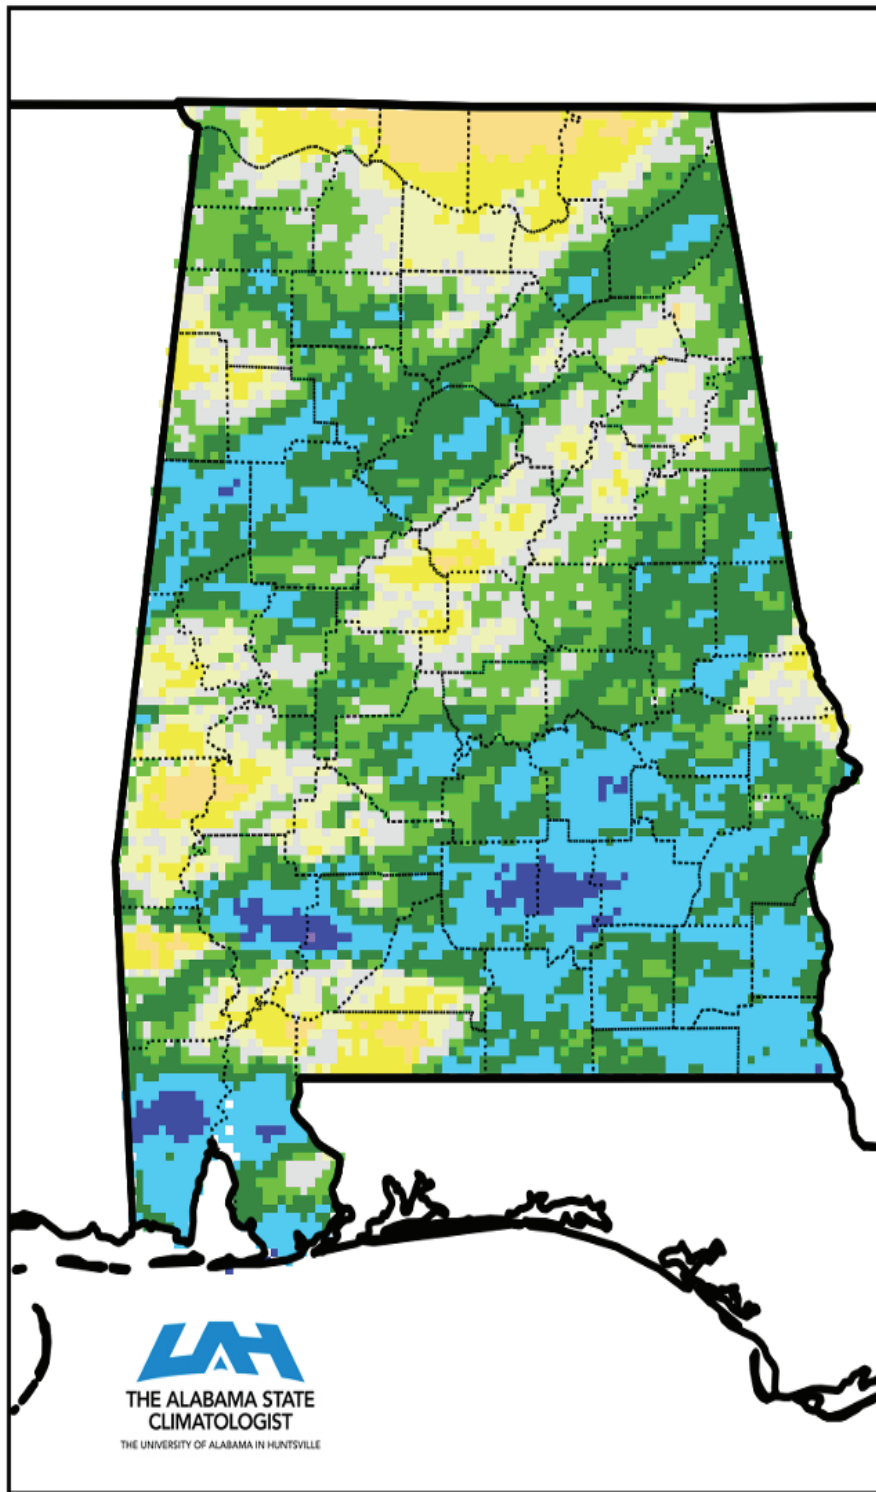 UAH
THE ALABAMA STATE
CLIMATOLOGIST
THE UNIVERSITY OF ALABAMA IN HUNTSVILLE